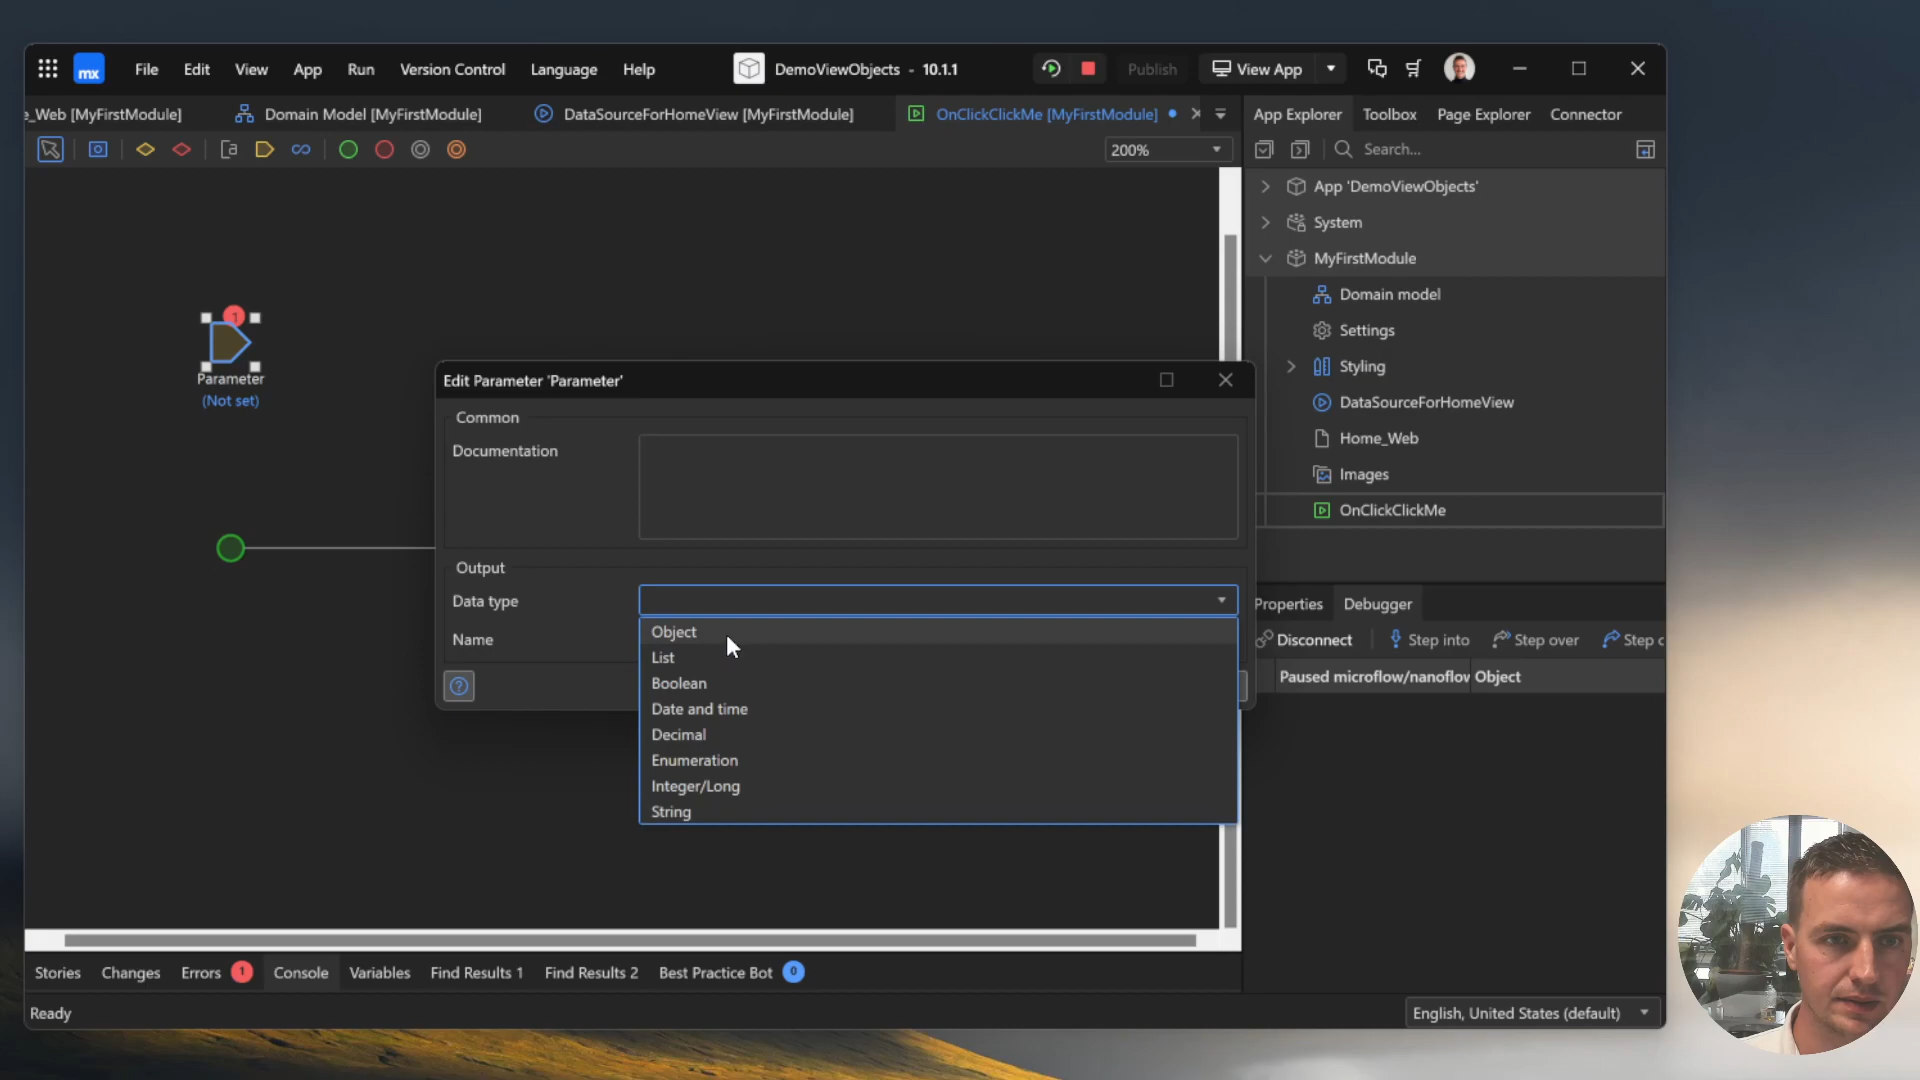 mx File Edit View App Run Version Control Language Help DemoViewObjects - 10.1.1 Publish View App
e_Web [MyFirstModule] Domain Model [MyFirstModule] DataSourceForHomeView [MyFirstModule] OnClickClickMe [MyFirstModule] App Explorer Toolbox Page Explorer Connector
200% Search...
App 'DemoViewObjects'
System
MyFirstModule
Domain model
Settings
Styling
DataSourceForHomeView
Home_Web
Images
OnClickClickMe
1
Parameter
(Not set)
Edit Parameter 'Parameter'
Common
Documentation
Output
Data type
Name
Object
List
Boolean
Date and time
Decimal
Enumeration
Integer/Long
String
Properties Debugger
Disconnect Step into Step over Step o
Paused microflow/nanoflow Object
Stories Changes Errors 1 Console Variables Find Results 1 Find Results 2 Best Practice Bot 0
Ready English, United States (default)